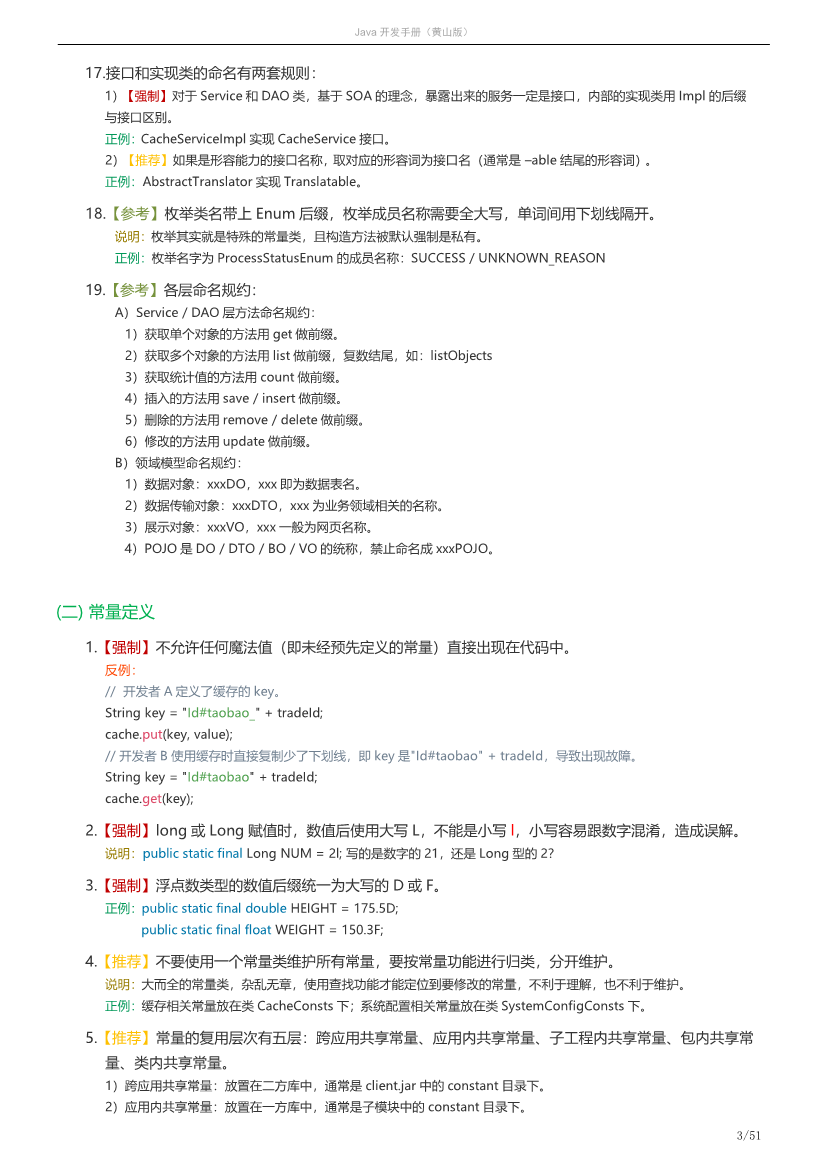 Java 开发手册（黄山版）
17.接口和实现类的命名有两套规则：
1）【强制】对于 Service 和 DAO 类，基于 SOA 的理念，暴露出来的服务一定是接口，内部的实现类用 Impl 的后缀
与接口区别。
正例：CacheServiceImpl 实现 CacheService 接口。
2）【推荐】如果是形容能力的接口名称，取对应的形容词为接口名（通常是 –able 结尾的形容词）。
正例：AbstractTranslator 实现 Translatable。
18.【参考】枚举类名带上 Enum 后缀，枚举成员名称需要全大写，单词间用下划线隔开。
说明：枚举其实就是特殊的常量类，且构造方法被默认强制是私有。
正例：枚举名字为 ProcessStatusEnum 的成员名称：SUCCESS / UNKNOWN_REASON
19.【参考】各层命名规约：
A）Service / DAO 层方法命名规约：
1）获取单个对象的方法用 get 做前缀。
2）获取多个对象的方法用 list 做前缀，复数结尾，如：listObjects
3）获取统计值的方法用 count 做前缀。
4）插入的方法用 save / insert 做前缀。
5）删除的方法用 remove / delete 做前缀。
6）修改的方法用 update 做前缀。
B）领域模型命名规约：
1）数据对象：xxxDO，xxx 即为数据表名。
2）数据传输对象：xxxDTO，xxx 为业务领域相关的名称。
3）展示对象：xxxVO，xxx 一般为网页名称。
4）POJO 是 DO / DTO / BO / VO 的统称，禁止命名成 xxxPOJO。
(二) 常量定义
1.【强制】不允许任何魔法值（即未经预先定义的常量）直接出现在代码中。
反例：
// 开发者 A 定义了缓存的 key。
String key = "Id#taobao_" + tradeId;
cache.put(key, value);
// 开发者 B 使用缓存时直接复制少了下划线，即 key 是"Id#taobao" + tradeId，导致出现故障。
String key = "Id#taobao" + tradeId;
cache.get(key);
2.【强制】long 或 Long 赋值时，数值后使用大写 L，不能是小写 l，小写容易跟数字混淆，造成误解。
说明：public static final Long NUM = 2l; 写的是数字的 21，还是 Long 型的 2?
3.【强制】浮点数类型的数值后缀统一为大写的 D 或 F。
正例：public static final double HEIGHT = 175.5D;
public static final float WEIGHT = 150.3F;
4.【推荐】不要使用一个常量类维护所有常量，要按常量功能进行归类，分开维护。
说明：大而全的常量类，杂乱无章，使用查找功能才能定位到要修改的常量，不利于理解，也不利于维护。
正例：缓存相关常量放在类 CacheConsts 下；系统配置相关常量放在类 SystemConfigConsts 下。
5.【推荐】常量的复用层次有五层：跨应用共享常量、应用内共享常量、子工程内共享常量、包内共享常
量、类内共享常量。
1）跨应用共享常量：放置在二方库中，通常是 client.jar 中的 constant 目录下。
2）应用内共享常量：放置在一方库中，通常是子模块中的 constant 目录下。
3/51